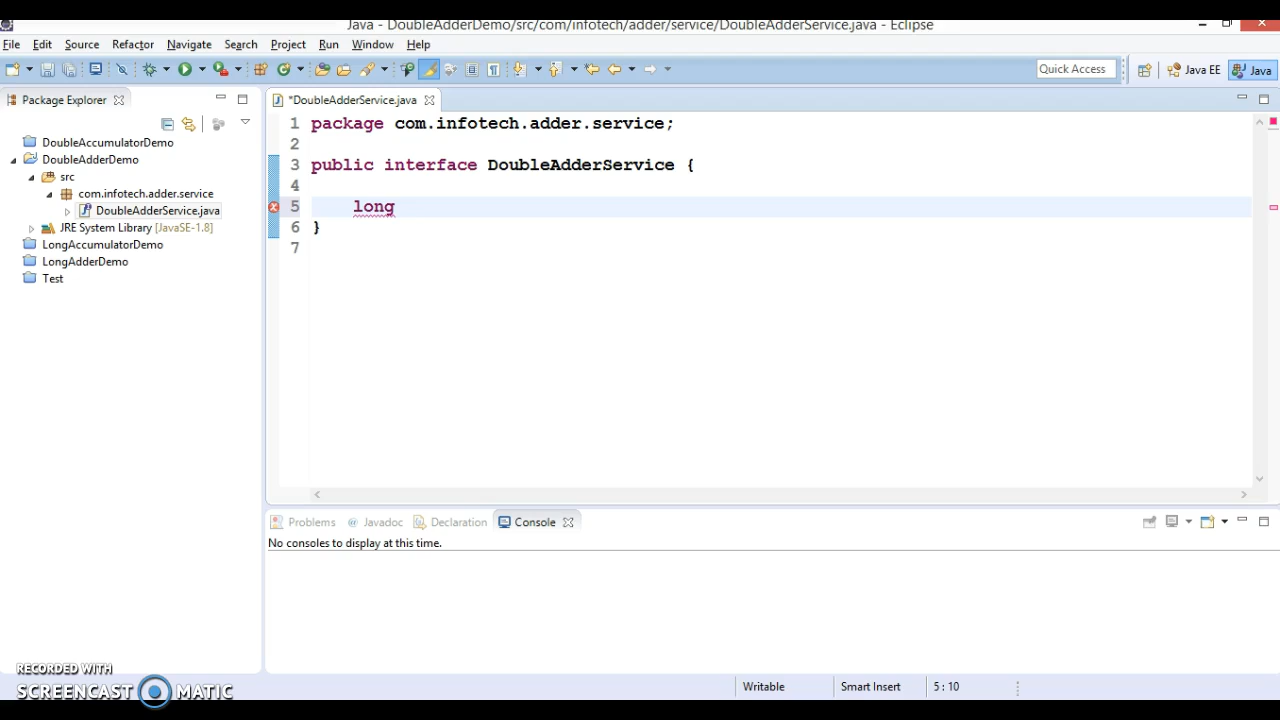 Java - DoubleAdderDemo/src/com/infotech/adder/service/DoubleAdderService.java - Eclipse
File Edit Source Refactor Navigate Search Project Run Window Help
Quick Access Java EE Java
Package Explorer
*DoubleAdderService.java
DoubleAccumulatorDemo
DoubleAdderDemo
src
com.infotech.adder.service
DoubleAdderService.java
JRE System Library [JavaSE-1.8]
LongAccumulatorDemo
LongAdderDemo
Test
1 package com.infotech.adder.service;
2
3 public interface DoubleAdderService {
4
5 long
6 }
7
Problems @ Javadoc Declaration Console
No consoles to display at this time.
RECORDED WITH
SCREENCAST MATIC
Writable Smart Insert 5 : 10